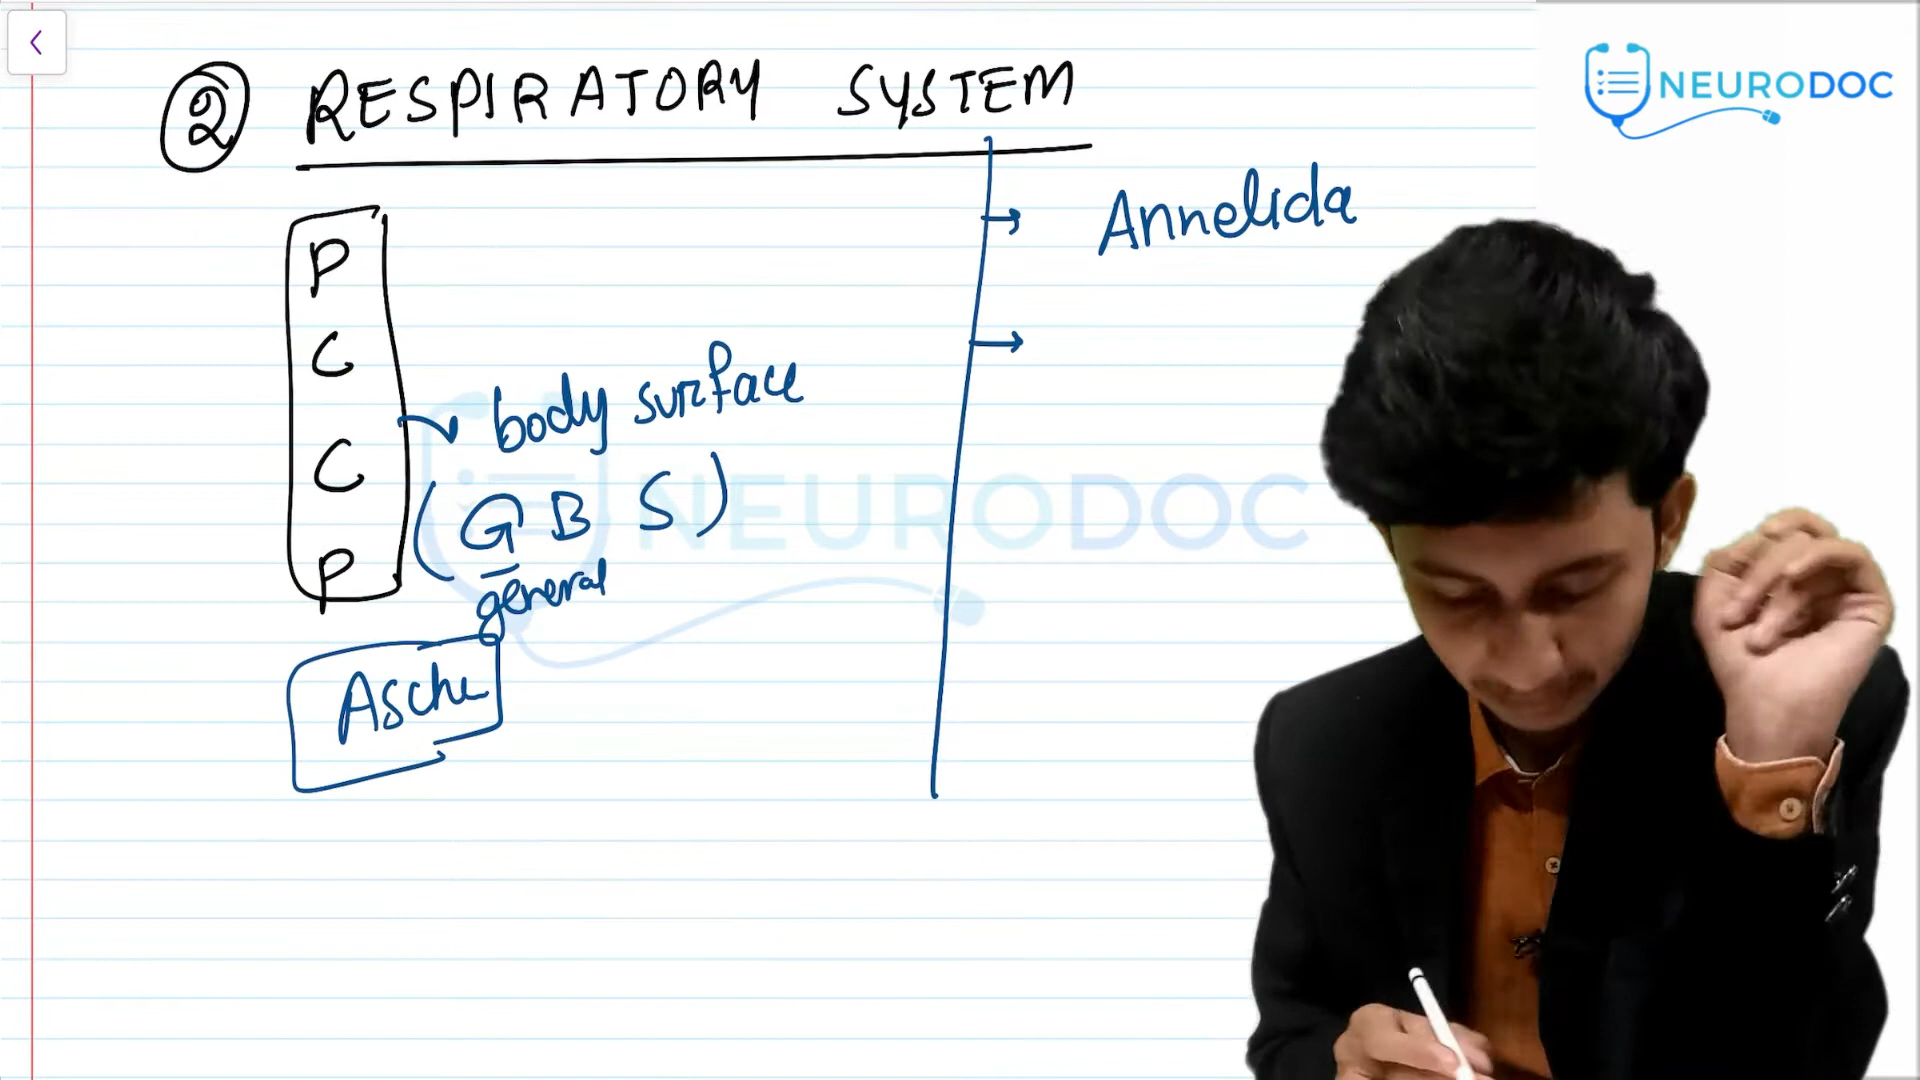 ② RESPIRATORY SYSTEM
NEURODOC
P
C
C
P
body surface
(G B S)
general
Asche
Annelida
NEURODOC